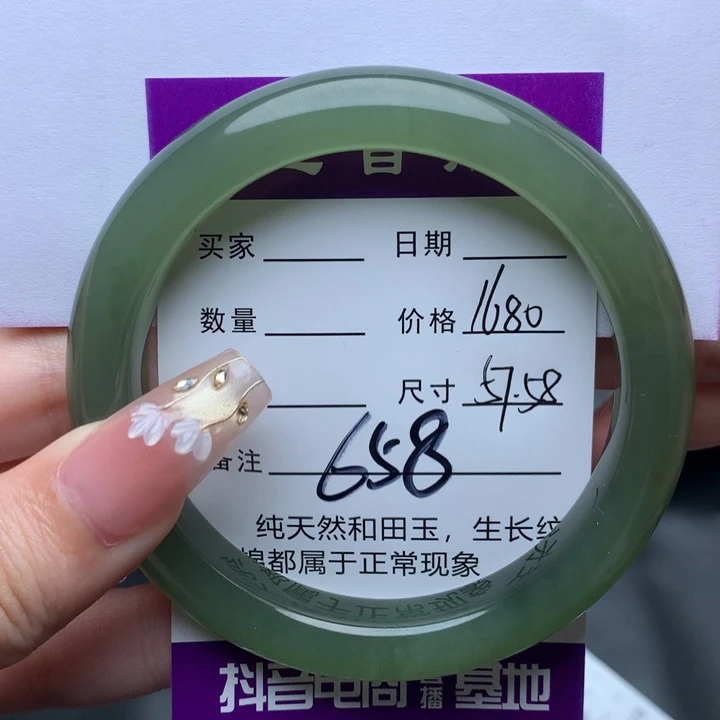 买家 日期
数量 价格 1680
尺寸 57.58
备注 658
纯天然和田玉，生长纹
棉都属于正常现象
抖音电商直播基地